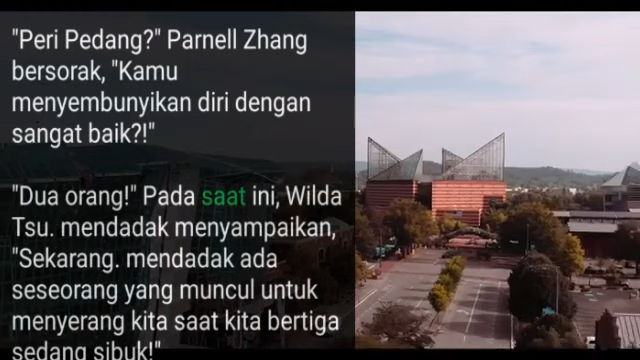 "Peri Pedang?" Parnell Zhang
bersorak, "Kamu
menyembunyikan diri dengan
sangat baik?!"
"Dua orang!" Pada saat ini, Wilda
Tsu. mendadak menyampaikan,
"Sekarang. mendadak ada
seseorang yang muncul untuk
menyerang kita saat kita bertiga
sedang sibuk!"